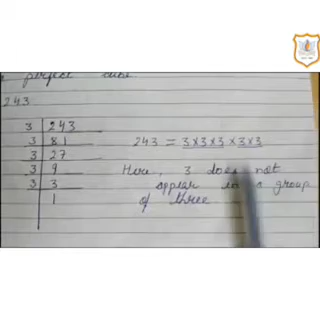 perfect cube.
243
3 | 243
3 | 81
3 | 27
3 | 9
3 | 3
| 1
243 = 3×3×3×3×3
Here, 3 does not
appear in a group
of three